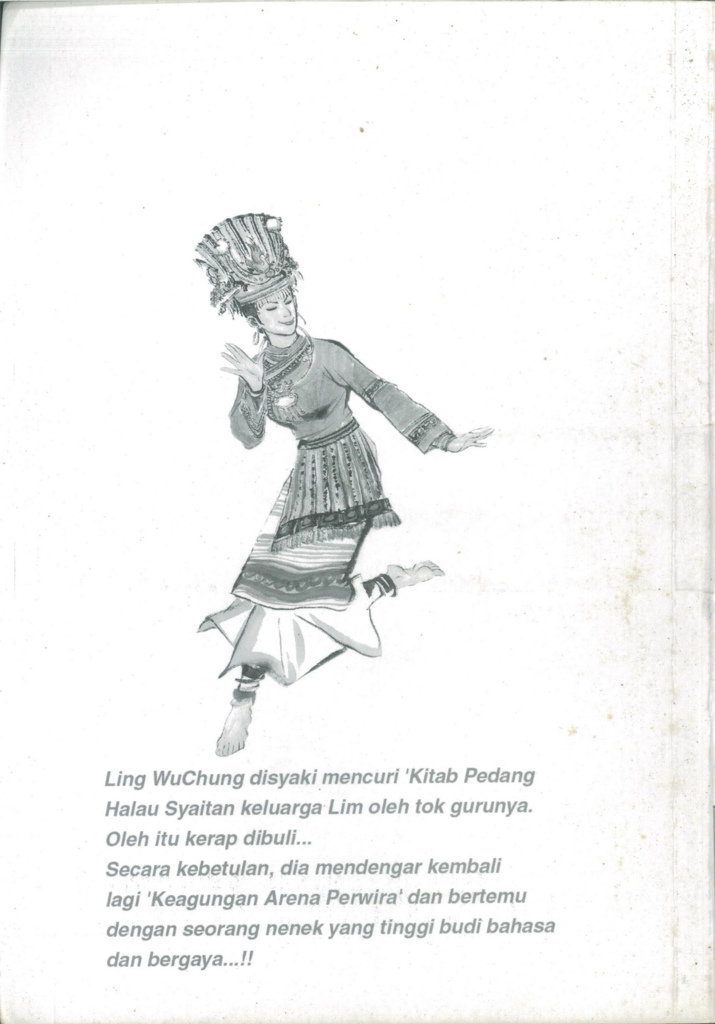 Ling WuChung disyaki mencuri 'Kitab Pedang
Halau Syaitan keluarga Lim oleh tok gurunya.
Oleh itu kerap dibuli...
Secara kebetulan, dia mendengar kembali
lagi 'Keagungan Arena Perwira' dan bertemu
dengan seorang nenek yang tinggi budi bahasa
dan bergaya...!!